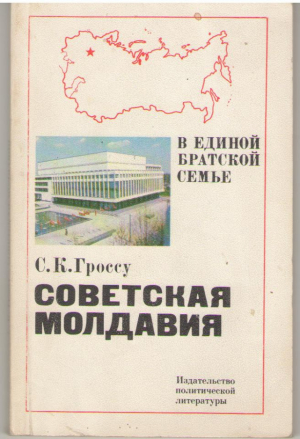 В ЕДИНОЙ
БРАТСКОЙ
СЕМЬЕ
С.К.Гроссу
СОВЕТСКАЯ
МОЛДАВИЯ
Издательство
политической
литературы